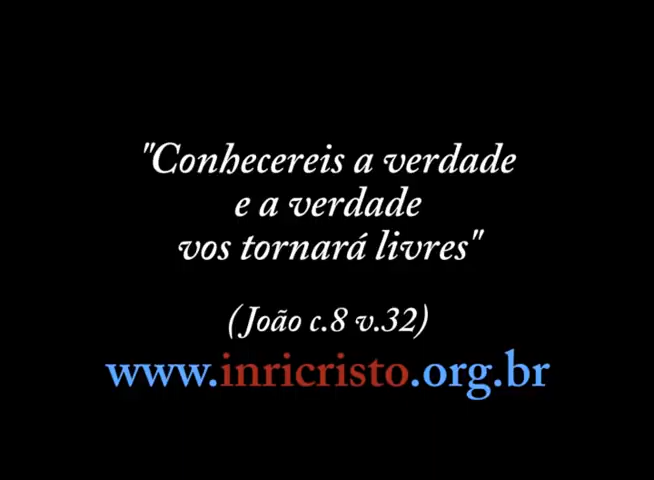 "Conhecereis a verdade
e a verdade
vos tornará livres"
(João c.8 v.32)
www.inricristo.org.br